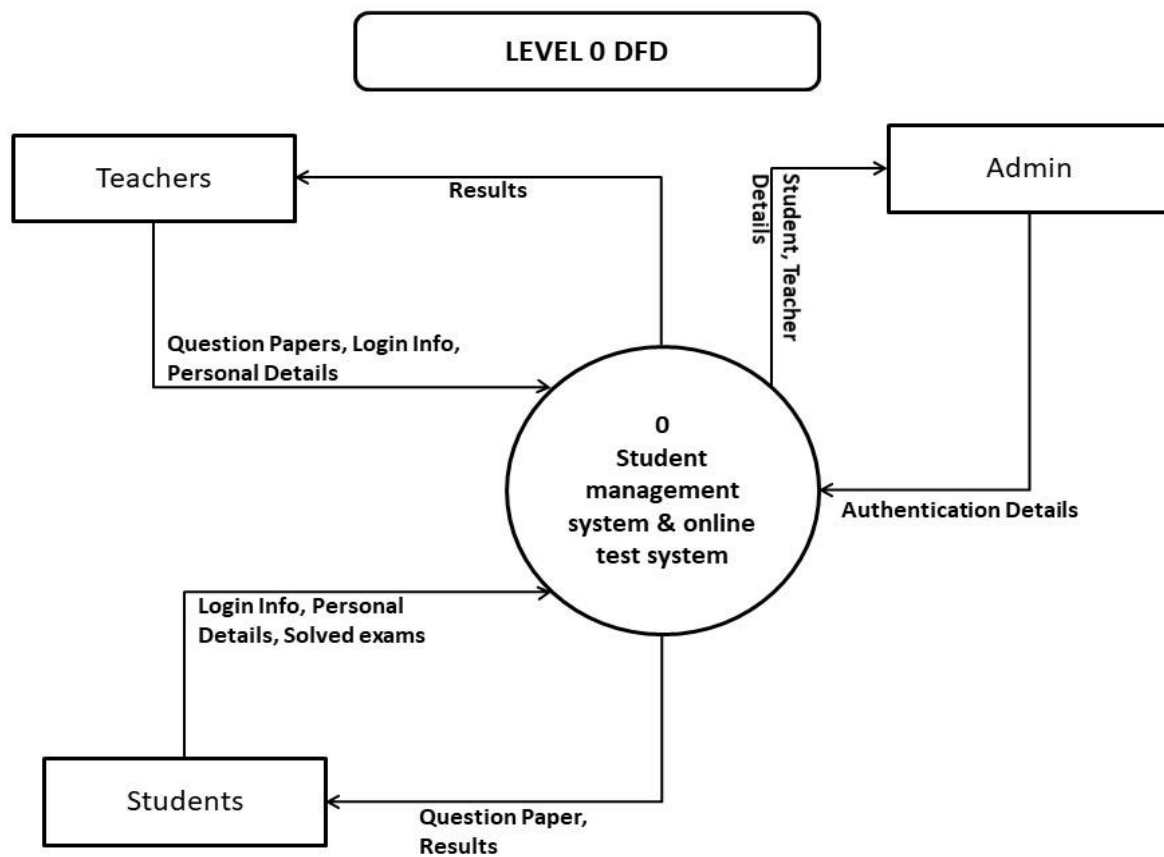 LEVEL 0 DFD
Teachers
Results
Student, Teacher
Details
Admin
Question Papers, Login Info,
Personal Details
0
Student
management
system & online
test system
Authentication Details
Login Info, Personal
Details, Solved exams
Students
Question Paper,
Results